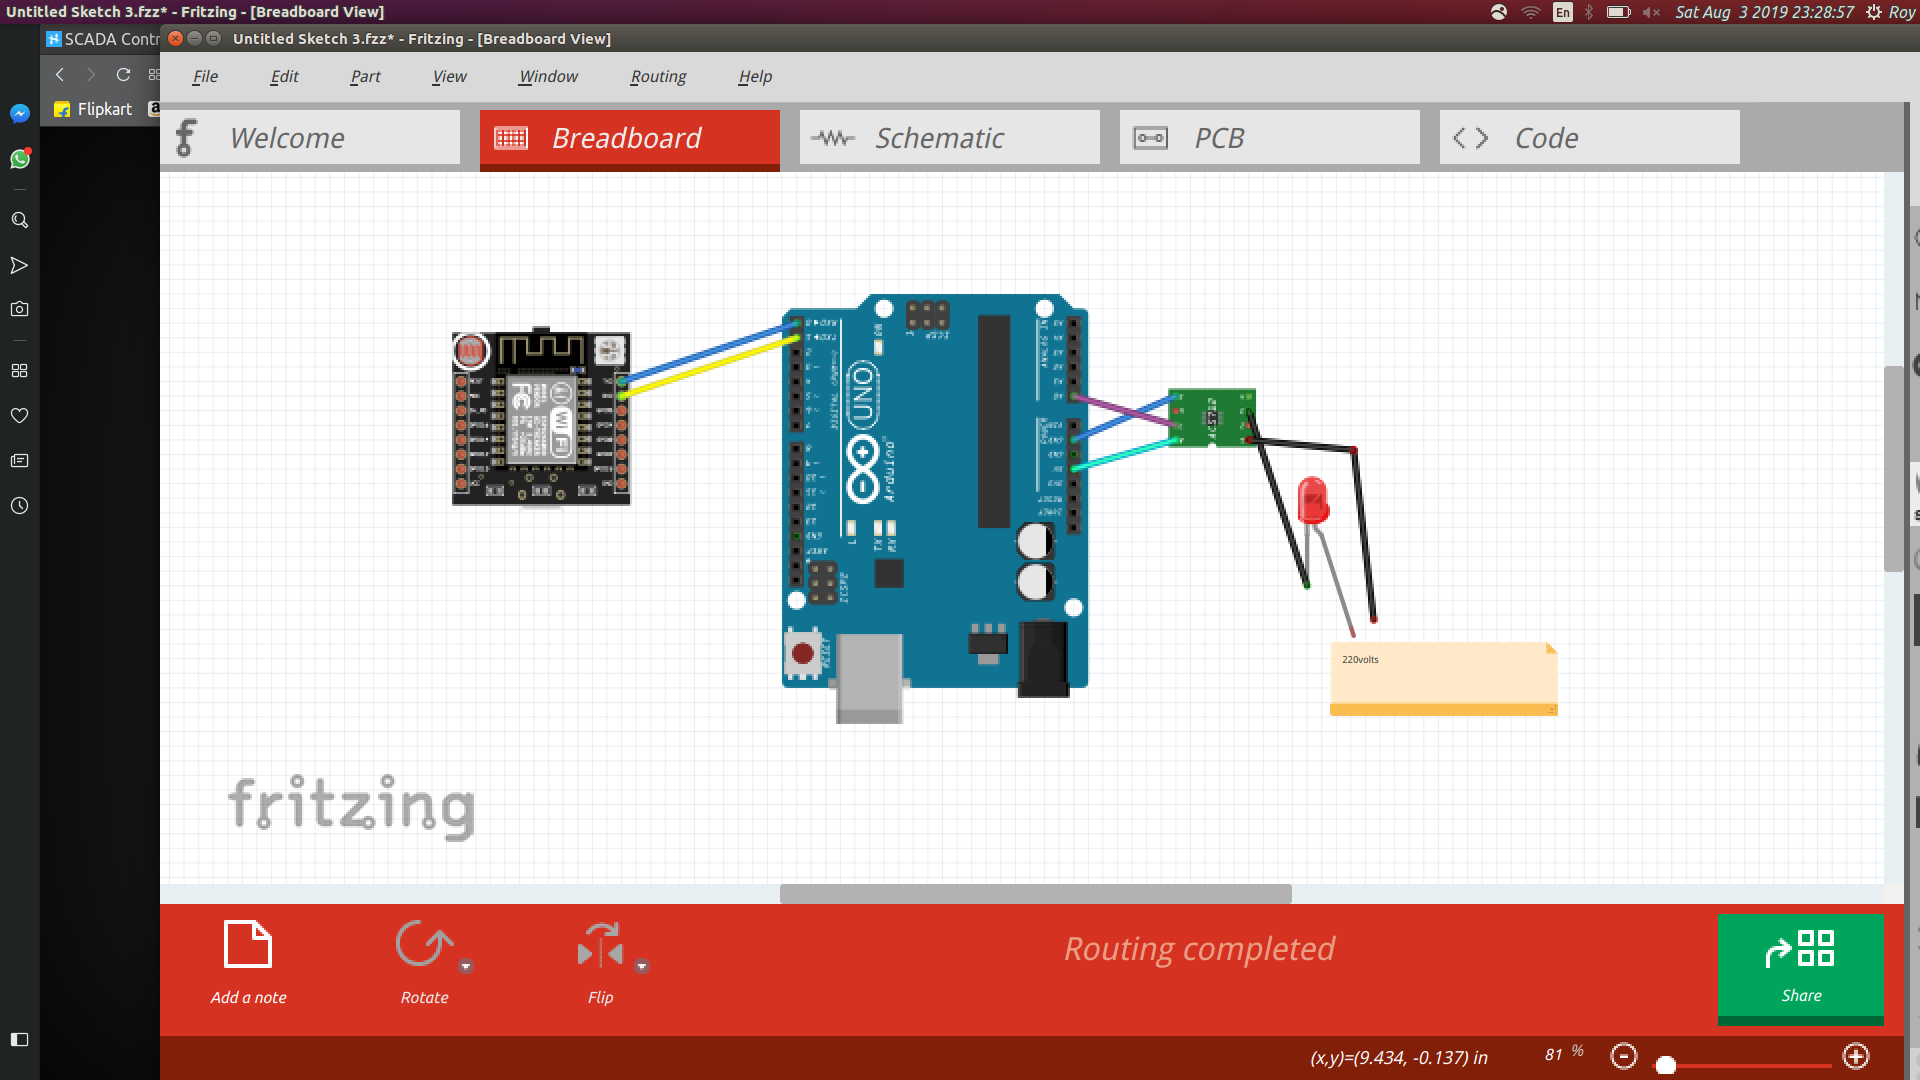 Untitled Sketch 3.fzz* - Fritzing - [Breadboard View]
En
Sat Aug 3 2019 23:28:57
Roy
SCADA Contr
Untitled Sketch 3.fzz* - Fritzing - [Breadboard View]
File Edit Part View Window Routing Help
Flipkart
Welcome
Breadboard
Schematic
PCB
Code
UNO
Arduino
WiFi
FC
220volts
fritzing
Add a note
Rotate
Flip
Routing completed
Share
(x,y)=(9.434, -0.137) in
81 %